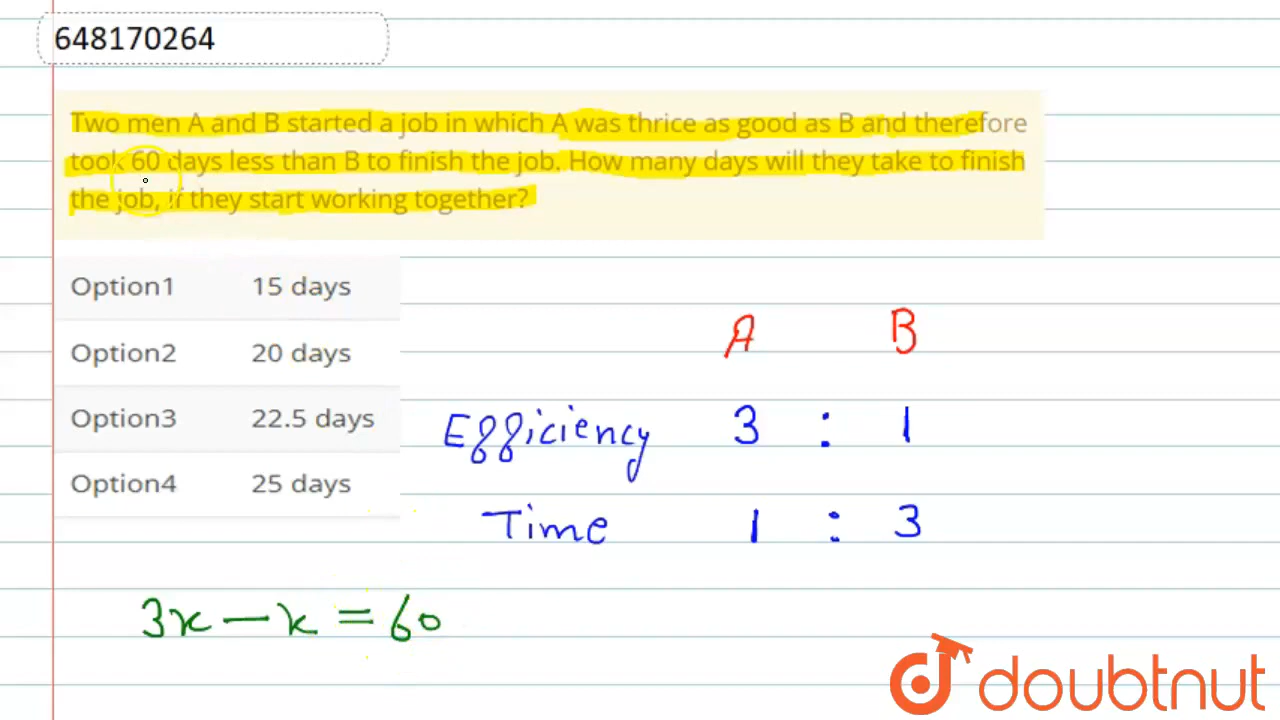 648170264
Two men A and B started a job in which A was thrice as good as B and therefore
took 60 days less than B to finish the job. How many days will they take to finish
the job, if they start working together?
Option1 15 days
Option2 20 days
Option3 22.5 days
Option4 25 days
A B
Efficiency 3 : 1
Time 1 : 3
3x - x = 60
doubtnut